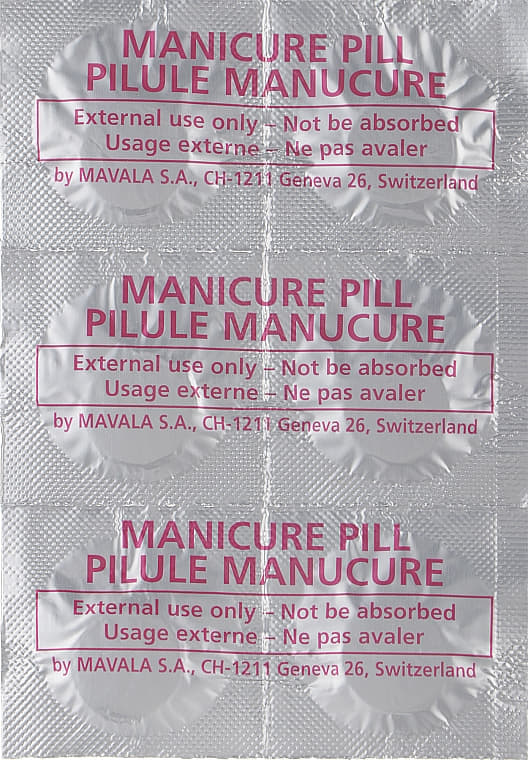 MANICURE PILL
PILULE MANUCURE
External use only – Not be absorbed
Usage externe – Ne pas avaler
by MAVALA S.A., CH-1211 Geneva 26, Switzerland
MANICURE PILL
PILULE MANUCURE
External use only – Not be absorbed
Usage externe – Ne pas avaler
by MAVALA S.A., CH-1211 Geneva 26, Switzerland
MANICURE PILL
PILULE MANUCURE
External use only – Not be absorbed
Usage externe – Ne pas avaler
by MAVALA S.A., CH-1211 Geneva 26, Switzerland